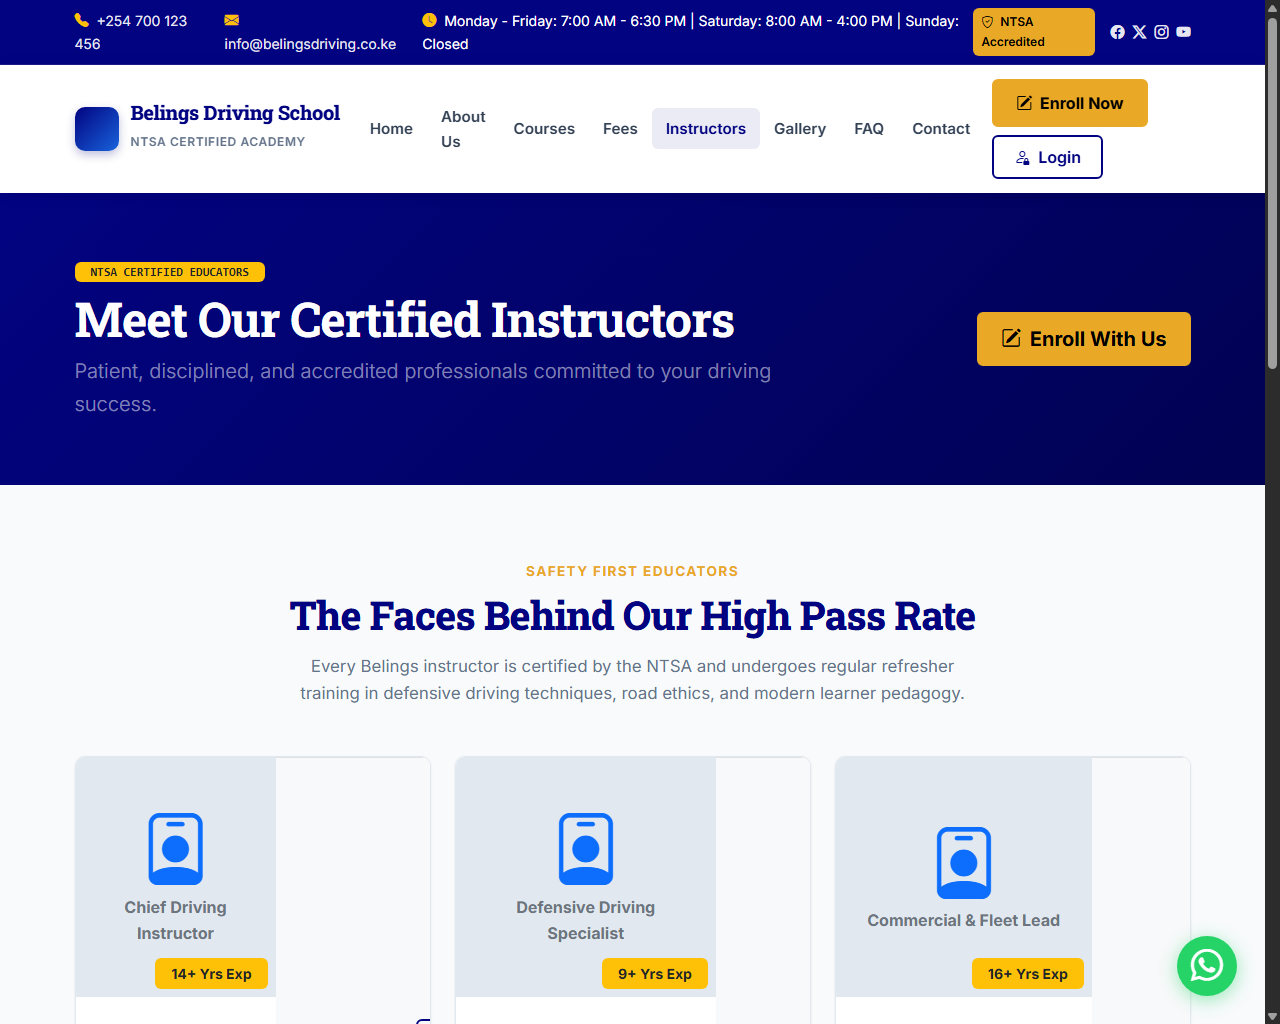 +254 700 123
456
info@belingsdriving.co.ke
Monday - Friday: 7:00 AM - 6:30 PM | Saturday: 8:00 AM - 4:00 PM | Sunday:
Closed
NTSA
Accredited
Belings Driving School
NTSA CERTIFIED ACADEMY
Home
About
Us
Courses
Fees
Instructors
Gallery
FAQ
Contact
Enroll Now
Login
NTSA CERTIFIED EDUCATORS
Meet Our Certified Instructors
Patient, disciplined, and accredited professionals committed to your driving
success.
Enroll With Us
SAFETY FIRST EDUCATORS
The Faces Behind Our High Pass Rate
Every Belings instructor is certified by the NTSA and undergoes regular refresher
training in defensive driving techniques, road ethics, and modern learner pedagogy.
Chief Driving
Instructor
14+ Yrs Exp
Defensive Driving
Specialist
9+ Yrs Exp
Commercial & Fleet Lead
16+ Yrs Exp